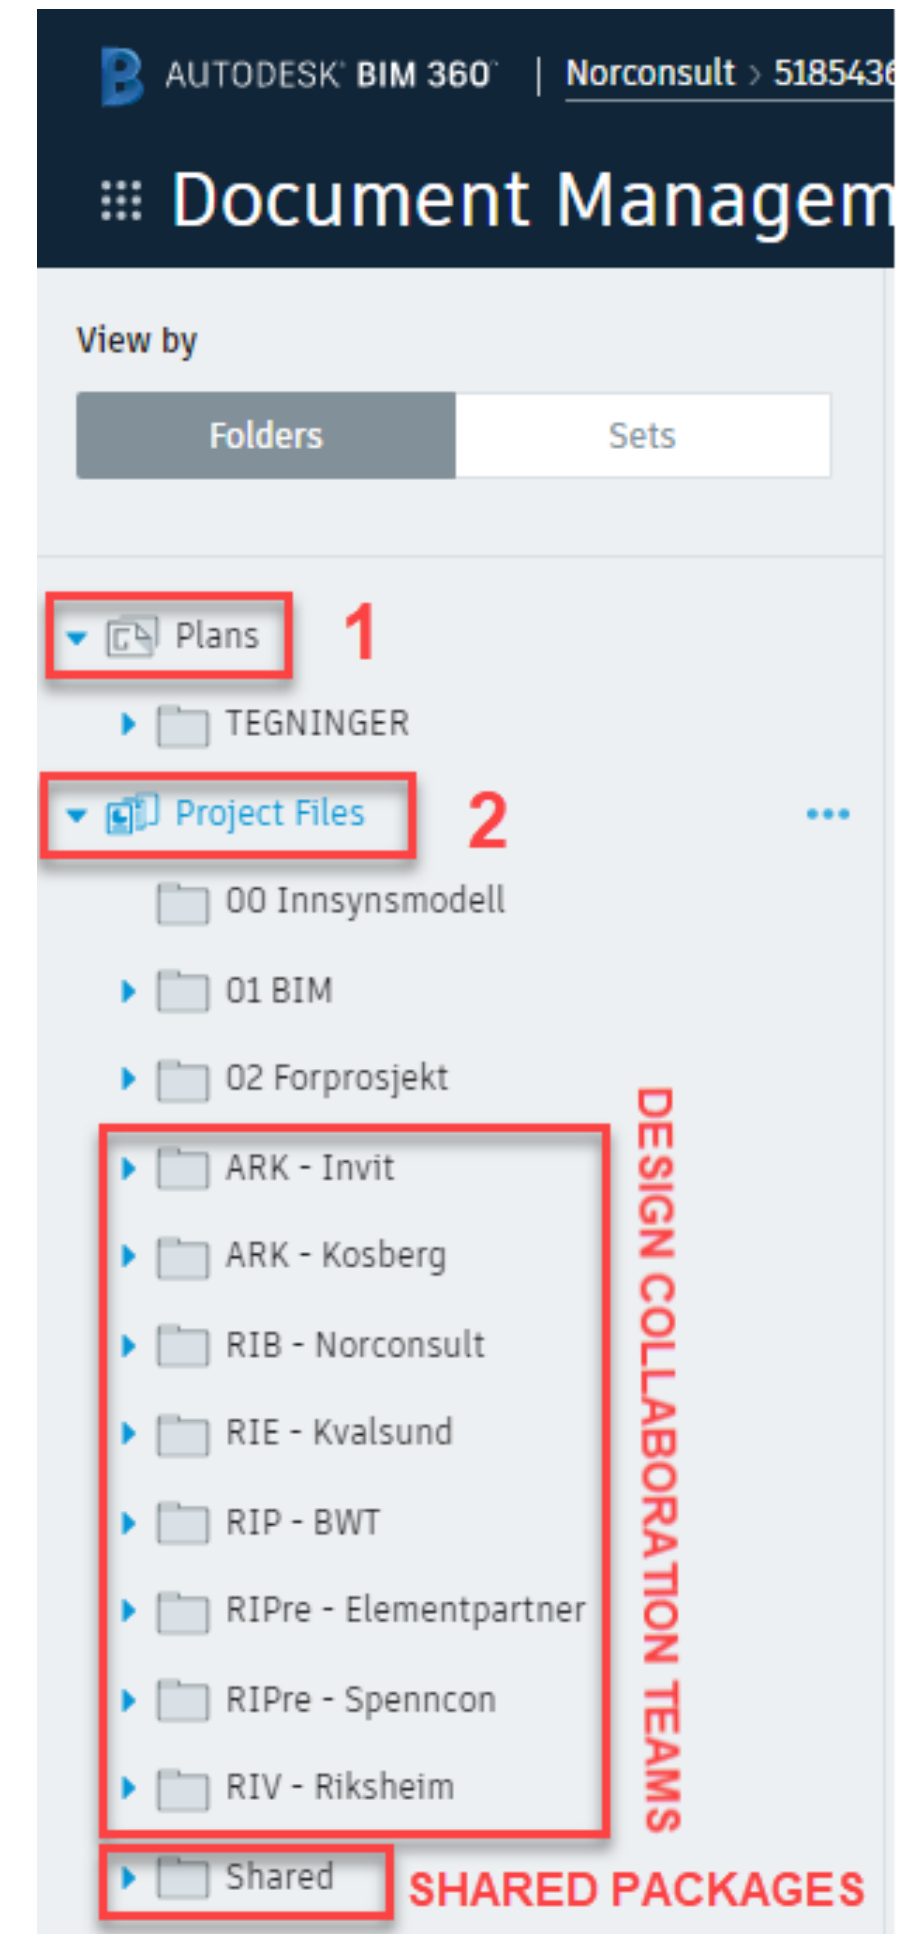 AUTODESK® BIM 360™ | Norconsult > 5185436
Document Managem
View by
Folders Sets
Plans 1
TEGNINGER
Project Files 2 •••
00 Innsynsmodell
01 BIM
02 Forprosjekt
ARK - Invit
ARK - Kosberg
RIB - Norconsult
RIE - Kvalsund
RIP - BWT
RIPre - Elementpartner
RIPre - Spenncon
RIV - Riksheim
DESIGN COLLABORATION TEAMS
Shared SHARED PACKAGES